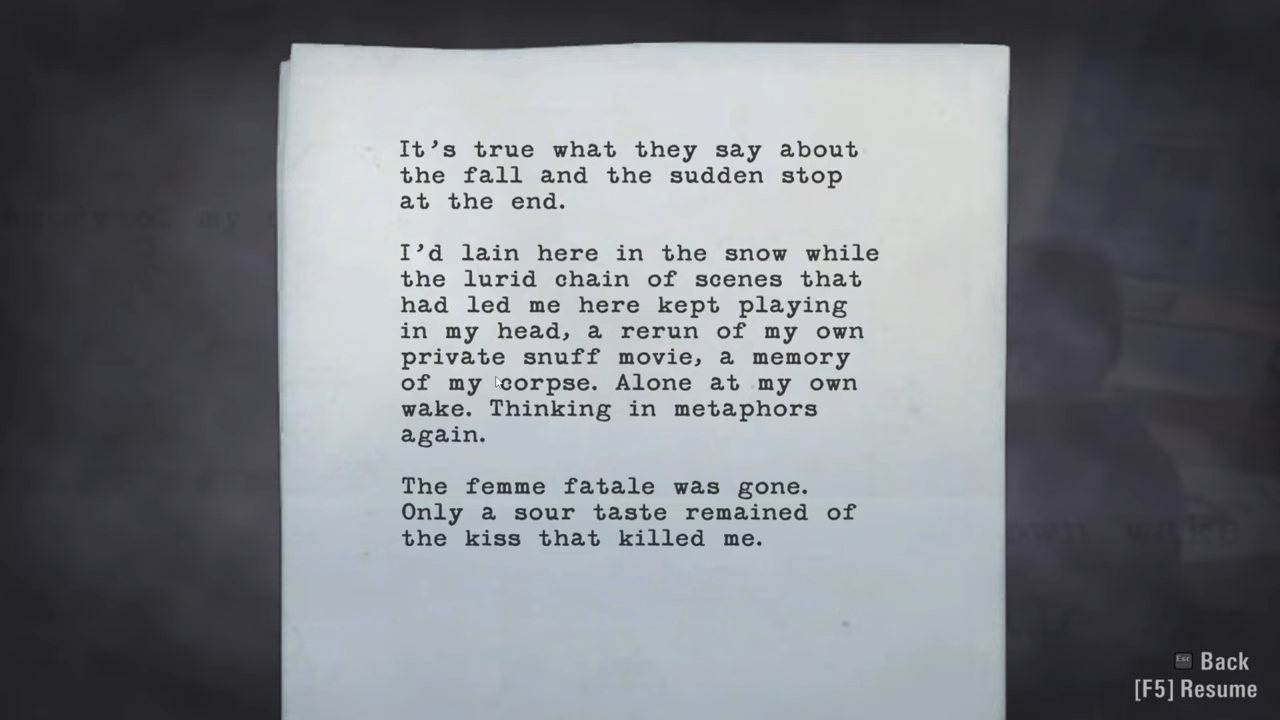 It's true what they say about
the fall and the sudden stop
at the end.
I'd lain here in the snow while
the lurid chain of scenes that
had led me here kept playing
in my head, a rerun of my own
private snuff movie, a memory
of my corpse. Alone at my own
wake. Thinking in metaphors
again.
The femme fatale was gone.
Only a sour taste remained of
the kiss that killed me.
own wake
Esc Back
[F5] Resume